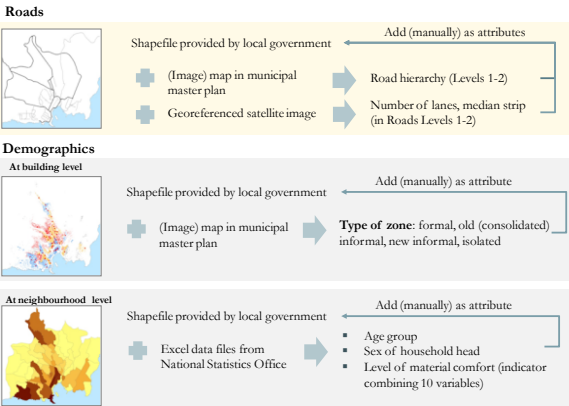 Roads
Shapefile provided by local government
Add (manually) as attributes
(Image) map in municipal
master plan
Road hierarchy (Levels 1-2)
Georeferenced satellite image
Number of lanes, median strip
(in Roads Levels 1-2)
Demographics
At building level
Shapefile provided by local government
Add (manually) as attribute
(Image) map in municipal
master plan
Type of zone: formal, old (consolidated)
informal, new informal, isolated
At neighbourhood level
Shapefile provided by local government
Add (manually) as attribute
Excel data files from
National Statistics Office
▪ Age group
▪ Sex of household head
▪ Level of material comfort (indicator
combining 10 variables)